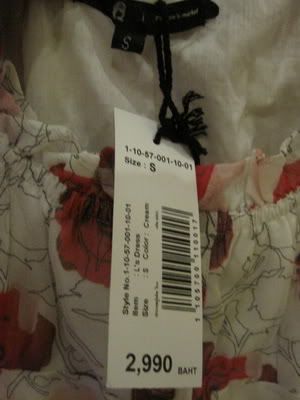 S
1-10-57-001-10-01
Size : S
Style No.1-10-57-001-10-01
Item : L's Dress
Size : S Color : Cream
2,990 BAHT